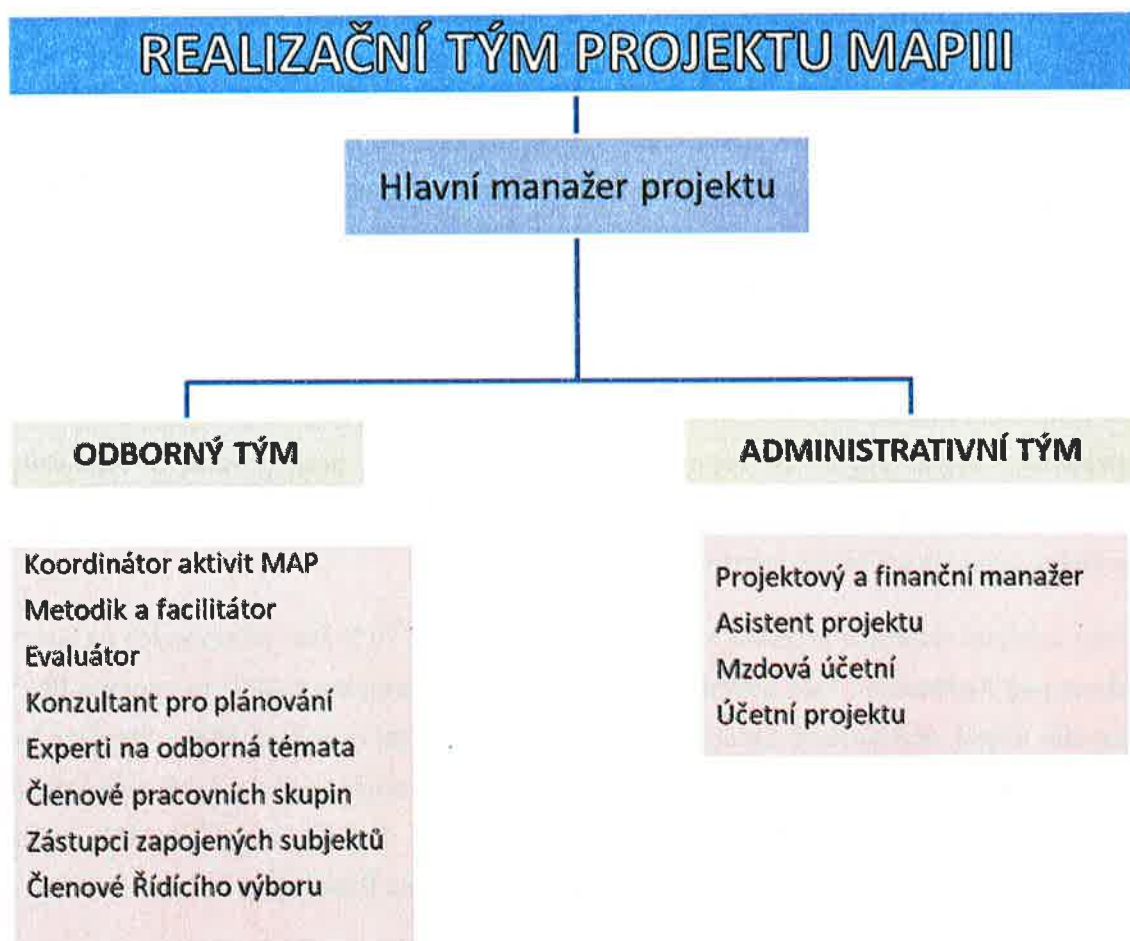 REALIZAČNÍ TÝM PROJEKTU MAPIII
Hlavní manažer projektu
ODBORNÝ TÝM
Koordinátor aktivit MAP
Metodik a facilitátor
Evaluátor
Konzultant pro plánování
Experti na odborná témata
Členové pracovních skupin
Zástupci zapojených subjektů
Členové Řídícího výboru
ADMINISTRATIVNÍ TÝM
Projektový a finanční manažer
Asistent projektu
Mzdová účetní
Účetní projektu